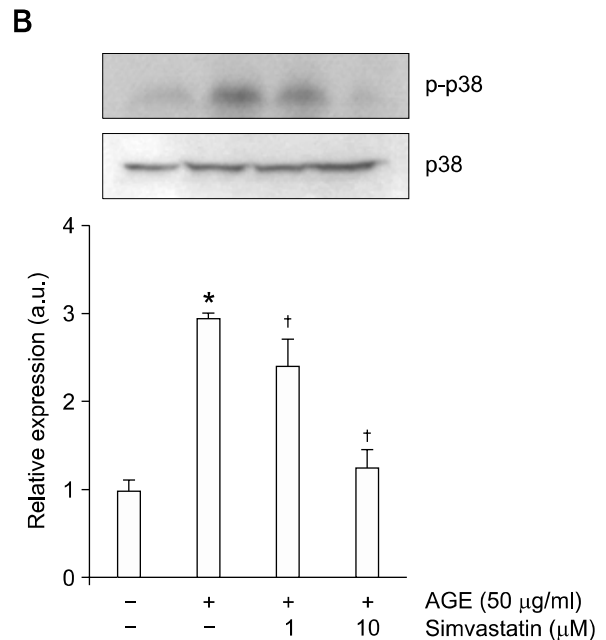 B
p-p38
p38
Relative expression (a.u.)
4
3
2
1
0
*
†
†
– + + + AGE (50 μg/ml)
– – 1 10 Simvastatin (μM)